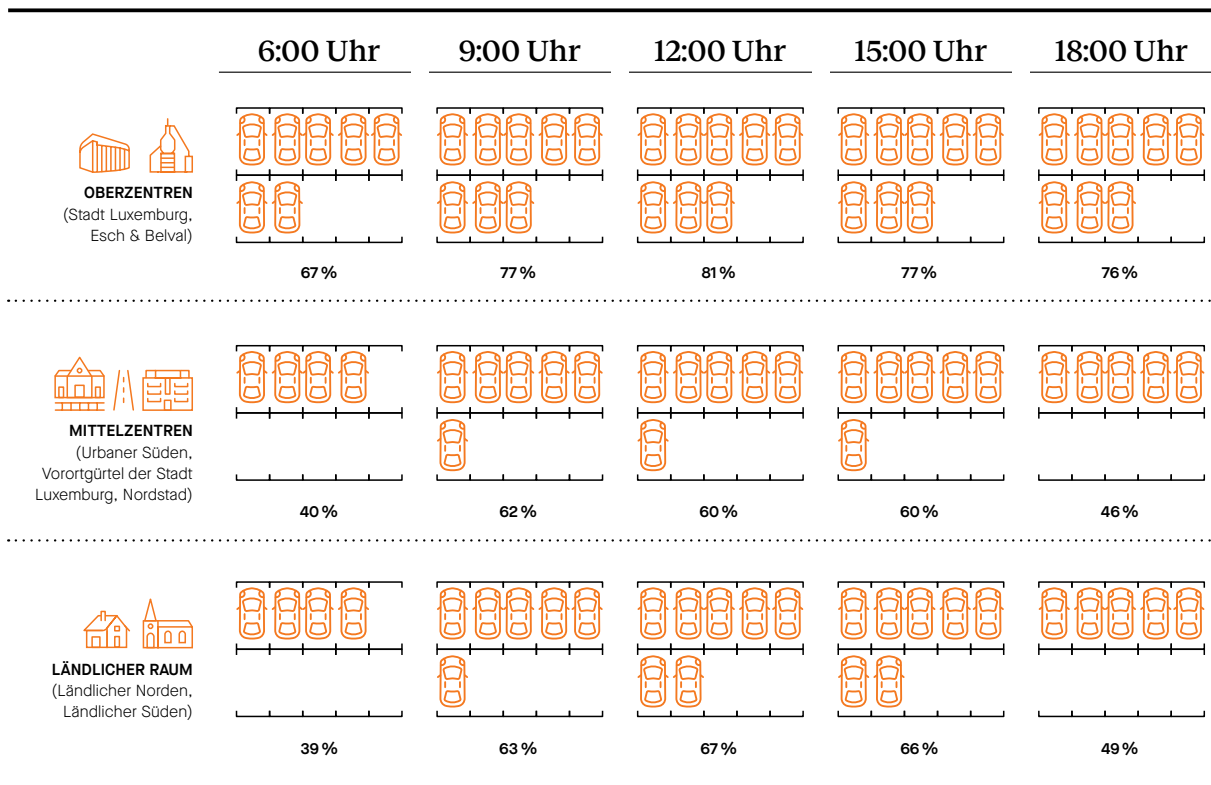 6:00 Uhr 9:00 Uhr 12:00 Uhr 15:00 Uhr 18:00 Uhr
OBERZENTREN
(Stadt Luxemburg,
Esch & Belval)
67 % 77 % 81 % 77 % 76 %
MITTELZENTREN
(Urbaner Süden,
Vorortgürtel der Stadt
Luxemburg, Nordstad)
40 % 62 % 60 % 60 % 46 %
LÄNDLICHER RAUM
(Ländlicher Norden,
Ländlicher Süden)
39 % 63 % 67 % 66 % 49 %